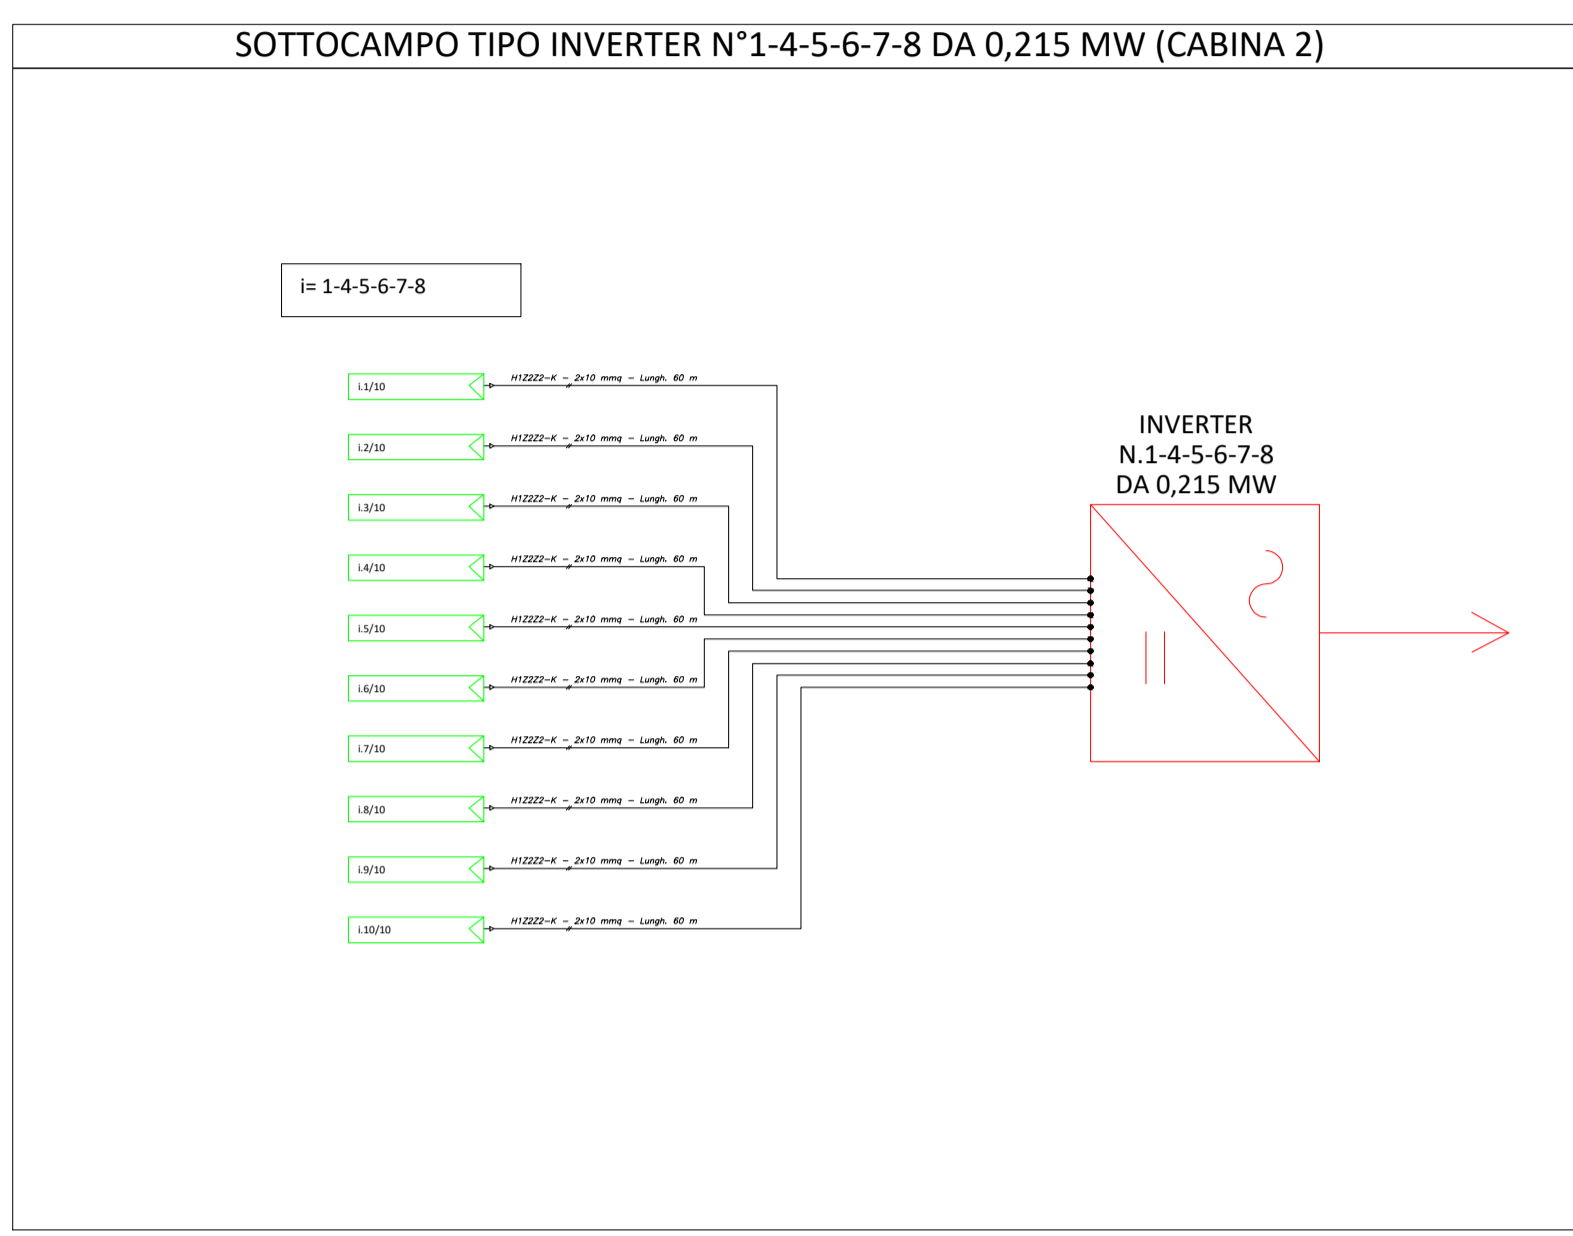 SOTTOCAMPO TIPO INVERTER N°1-4-5-6-7-8 DA 0,215 MW (CABINA 2)
i= 1-4-5-6-7-8
i.1/10
H1Z2Z2-K - 2x10 mmq - Lungh. 60 m
i.2/10
H1Z2Z2-K - 2x10 mmq - Lungh. 60 m
i.3/10
H1Z2Z2-K - 2x10 mmq - Lungh. 60 m
i.4/10
H1Z2Z2-K - 2x10 mmq - Lungh. 60 m
i.5/10
H1Z2Z2-K - 2x10 mmq - Lungh. 60 m
i.6/10
H1Z2Z2-K - 2x10 mmq - Lungh. 60 m
i.7/10
H1Z2Z2-K - 2x10 mmq - Lungh. 60 m
i.8/10
H1Z2Z2-K - 2x10 mmq - Lungh. 60 m
i.9/10
H1Z2Z2-K - 2x10 mmq - Lungh. 60 m
i.10/10
H1Z2Z2-K - 2x10 mmq - Lungh. 60 m
INVERTER
N.1-4-5-6-7-8
DA 0,215 MW